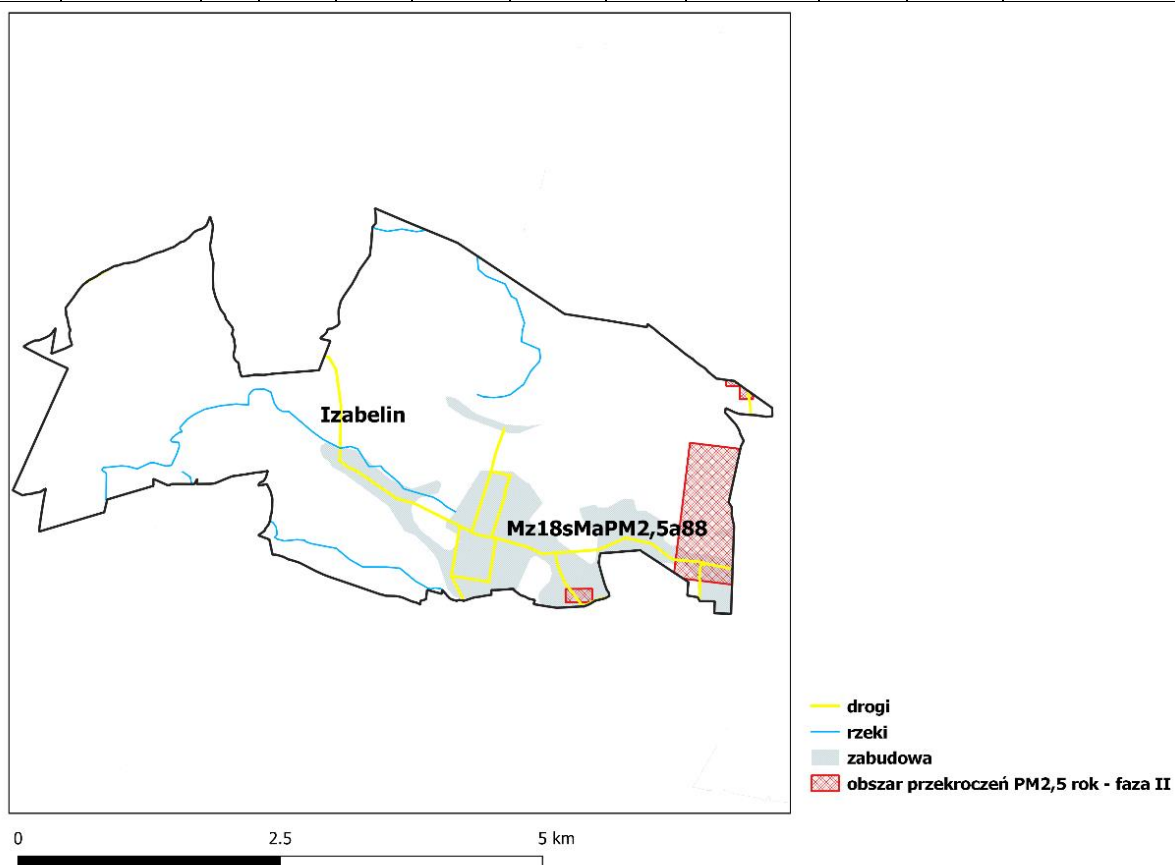 Izabelin
Mz18sMaPM2,5a88
drogi
rzeki
zabudowa
obszar przekroczeń PM2,5 rok - faza II
0 2.5 5 km